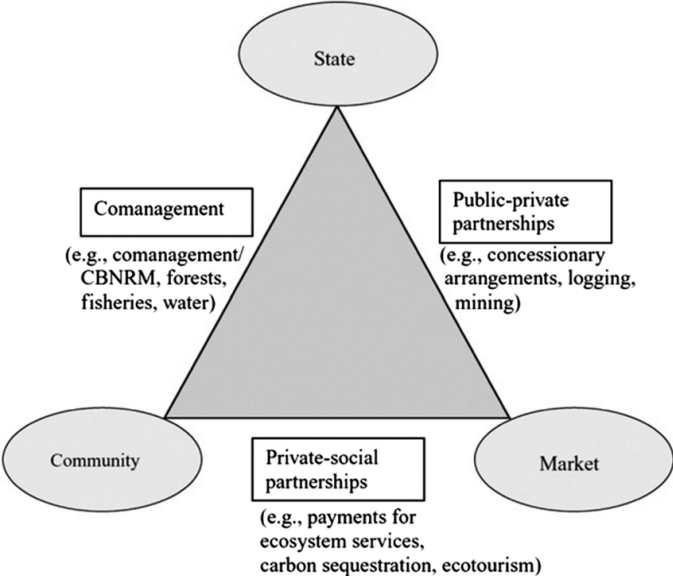 State
Comanagement
(e.g., comanagement/
CBNRM, forests,
fisheries, water)
Public-private
partnerships
(e.g., concessionary
arrangements, logging,
mining)
Community
Private-social
partnerships
(e.g., payments for
ecosystem services,
carbon sequestration, ecotourism)
Market